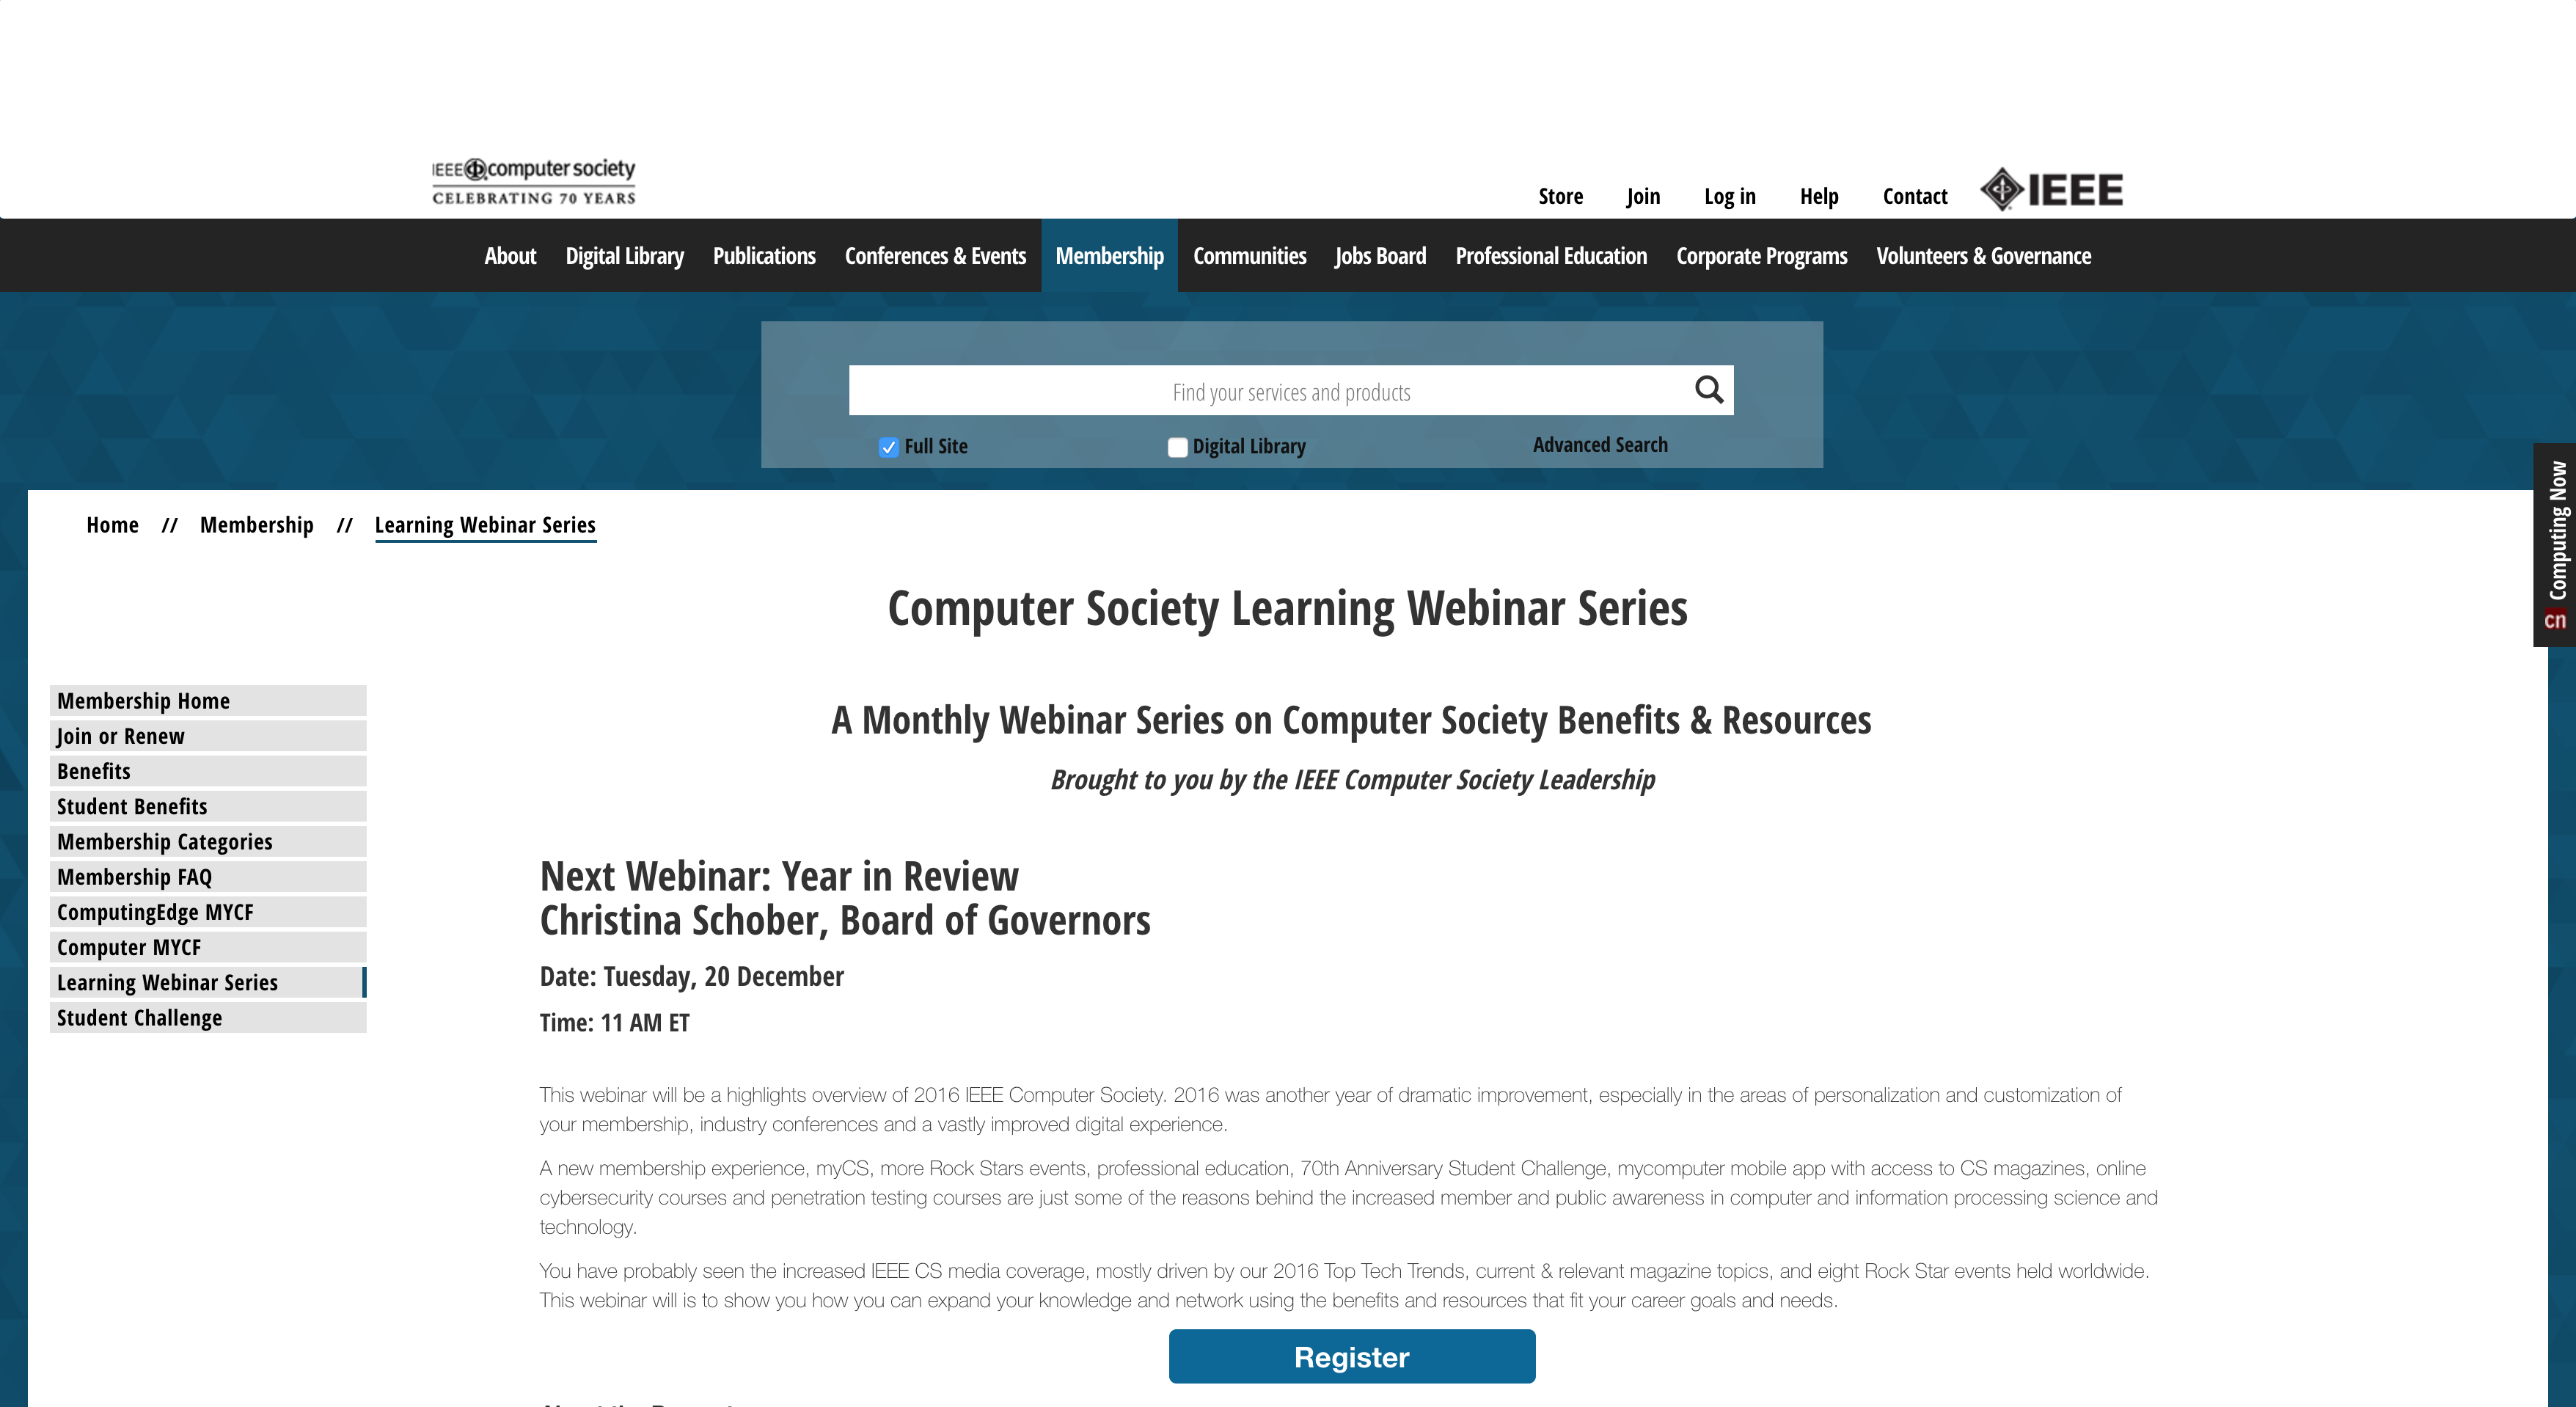 IEEE computer society
CELEBRATING 70 YEARS
Store Join Log in Help Contact IEEE
About Digital Library Publications Conferences & Events Membership Communities Jobs Board Professional Education Corporate Programs Volunteers & Governance
Find your services and products
Full Site Digital Library Advanced Search
cn Computing Now
Home // Membership // Learning Webinar Series
Computer Society Learning Webinar Series
Membership Home
Join or Renew
Benefits
Student Benefits
Membership Categories
Membership FAQ
ComputingEdge MYCF
Computer MYCF
Learning Webinar Series
Student Challenge
A Monthly Webinar Series on Computer Society Benefits & Resources
Brought to you by the IEEE Computer Society Leadership
Next Webinar: Year in Review
Christina Schober, Board of Governors
Date: Tuesday, 20 December
Time: 11 AM ET
This webinar will be a highlights overview of 2016 IEEE Computer Society. 2016 was another year of dramatic improvement, especially in the areas of personalization and customization of
your membership, industry conferences and a vastly improved digital experience.
A new membership experience, myCS, more Rock Stars events, professional education, 70th Anniversary Student Challenge, mycomputer mobile app with access to CS magazines, online
cybersecurity courses and penetration testing courses are just some of the reasons behind the increased member and public awareness in computer and information processing science and
technology.
You have probably seen the increased IEEE CS media coverage, mostly driven by our 2016 Top Tech Trends, current & relevant magazine topics, and eight Rock Star events held worldwide.
This webinar will is to show you how you can expand your knowledge and network using the benefits and resources that fit your career goals and needs.
Register